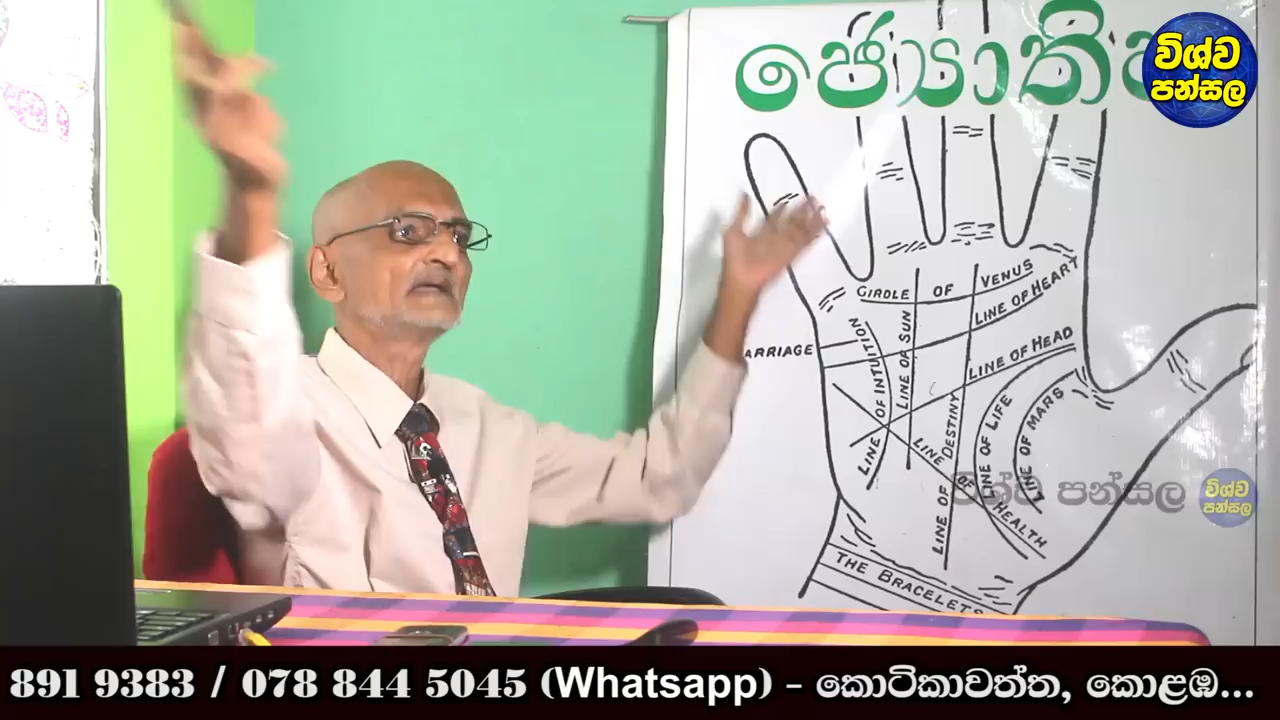 ජ්‍යොතිෂ
විශ්ව
පන්සල
GIRDLE OF VENUS
LINE OF HEART
LINE OF SUN
LINE OF INTUITION
ARRIAGE
LINE OF HEAD
LINE OF DESTINY
LINE OF LIFE
LINE OF MARS
LINE OF HEALTH
විශ්ව පන්සල
විශ්ව
පන්සල
THE BRACELETS
891 9383 / 078 844 5045 (Whatsapp) - කොටිකාවත්ත, කොළඹ...